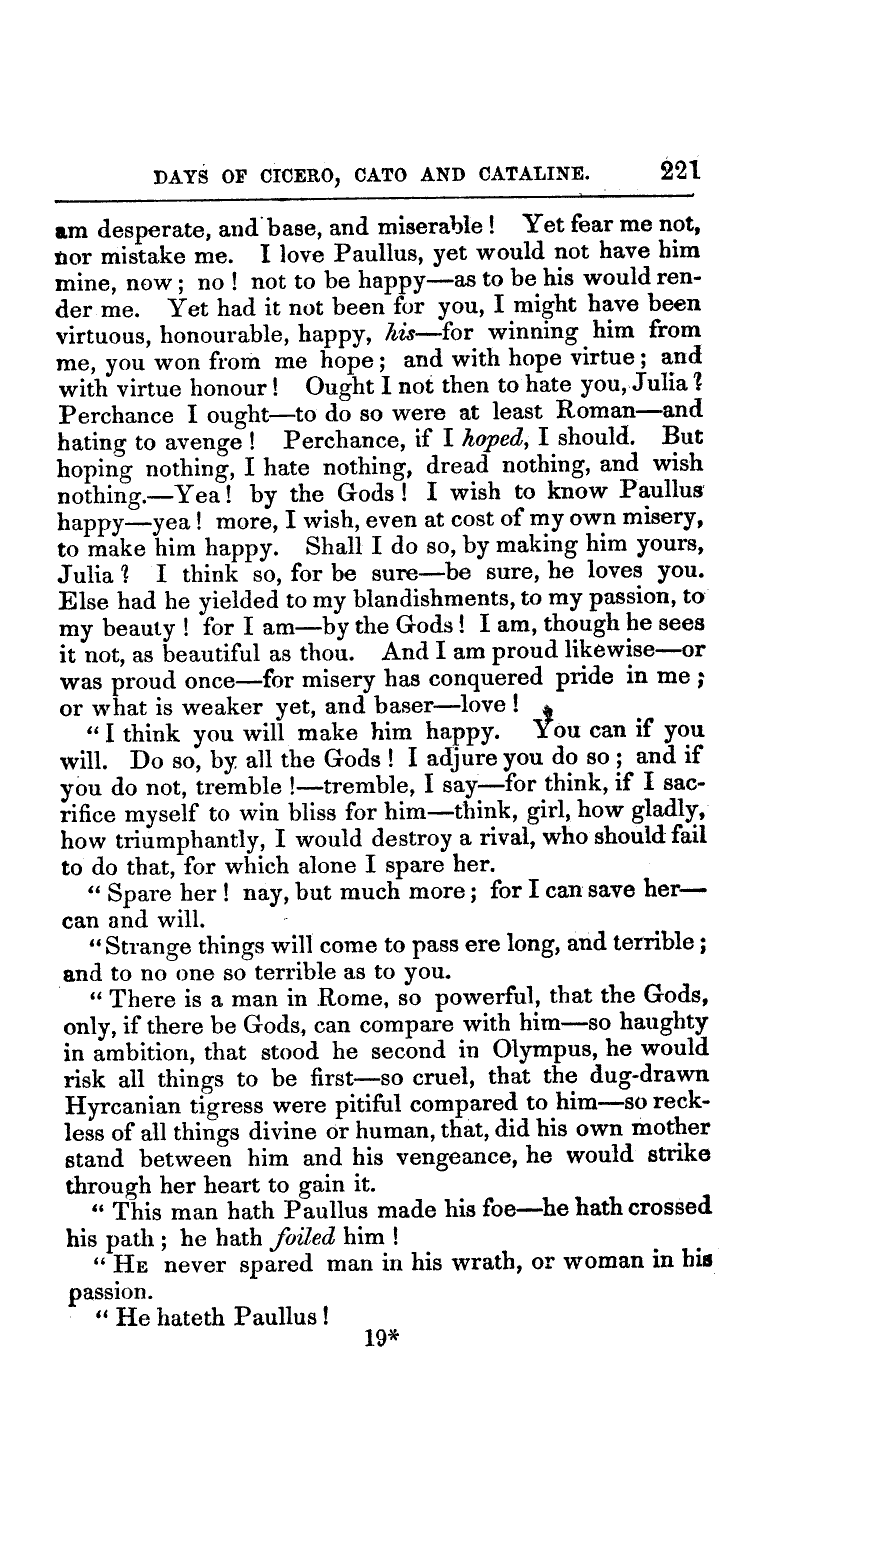 DAYS OF CICERO, CATO AND CATALINE. 221
am desperate, and base, and miserable! Yet fear me not,
nor mistake me. I love Paullus, yet would not have him
mine, now; no! not to be happy—as to be his would ren-
der me. Yet had it not been for you, I might have been
virtuous, honourable, happy, his—for winning him from
me, you won from me hope; and with hope virtue; and
with virtue honour! Ought I not then to hate you, Julia?
Perchance I ought—to do so were at least Roman—and
hating to avenge! Perchance, if I hoped, I should. But
hoping nothing, I hate nothing, dread nothing, and wish
nothing.—Yea! by the Gods! I wish to know Paullus
happy—yea! more, I wish, even at cost of my own misery,
to make him happy. Shall I do so, by making him yours,
Julia? I think so, for be sure—be sure, he loves you.
Else had he yielded to my blandishments, to my passion, to
my beauty! for I am—by the Gods! I am, though he sees
it not, as beautiful as thou. And I am proud likewise—or
was proud once—for misery has conquered pride in me;
or what is weaker yet, and baser—love!
"I think you will make him happy. You can if you
will. Do so, by all the Gods! I adjure you do so; and if
you do not, tremble!—tremble, I say—for think, if I sac-
rifice myself to win bliss for him—think, girl, how gladly,
how triumphantly, I would destroy a rival, who should fail
to do that, for which alone I spare her.
"Spare her! nay, but much more; for I can save her—
can and will.
"Strange things will come to pass ere long, and terrible;
and to no one so terrible as to you.
"There is a man in Rome, so powerful, that the Gods,
only, if there be Gods, can compare with him—so haughty
in ambition, that stood he second in Olympus, he would
risk all things to be first—so cruel, that the dug-drawn
Hyrcanian tigress were pitiful compared to him—so reck-
less of all things divine or human, that, did his own mother
stand between him and his vengeance, he would strike
through her heart to gain it.
"This man hath Paullus made his foe—he hath crossed
his path; he hath foiled him!
"HE never spared man in his wrath, or woman in his
passion.
"He hateth Paullus!
19*